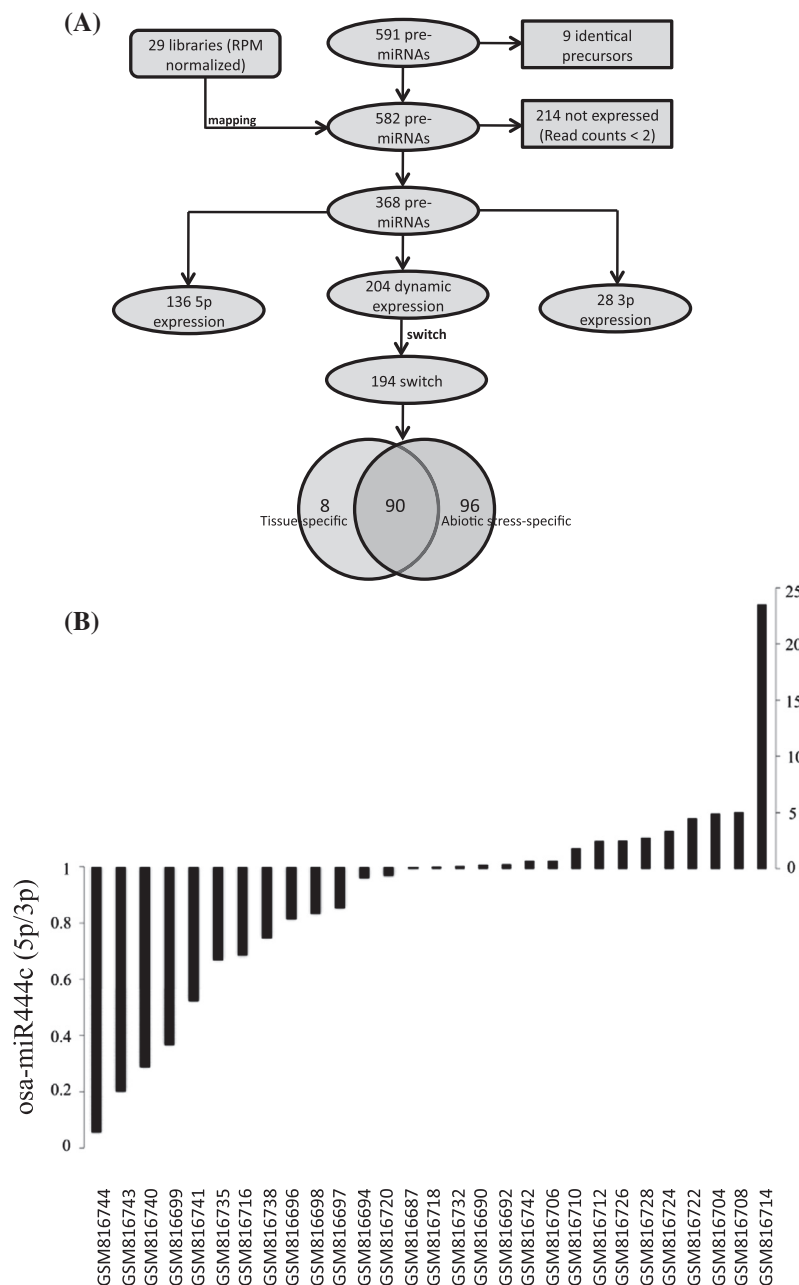 (A)
29 libraries (RPM
normalized)
591 pre-
miRNAs
9 identical
precursors
mapping
582 pre-
miRNAs
214 not expressed
(Read counts < 2)
368 pre-
miRNAs
136 5p
expression
204 dynamic
expression
28 3p
expression
switch
194 switch
8
90
96
Tissue-specific
Abiotic stress-specific
(B)
25
20
15
10
5
0
1
0.8
0.6
0.4
0.2
0
osa-miR444c (5p/3p)
GSM816744
GSM816743
GSM816740
GSM816699
GSM816741
GSM816735
GSM816716
GSM816738
GSM816696
GSM816698
GSM816697
GSM816694
GSM816720
GSM816687
GSM816718
GSM816732
GSM816690
GSM816692
GSM816742
GSM816706
GSM816710
GSM816712
GSM816726
GSM816728
GSM816724
GSM816722
GSM816704
GSM816708
GSM816714